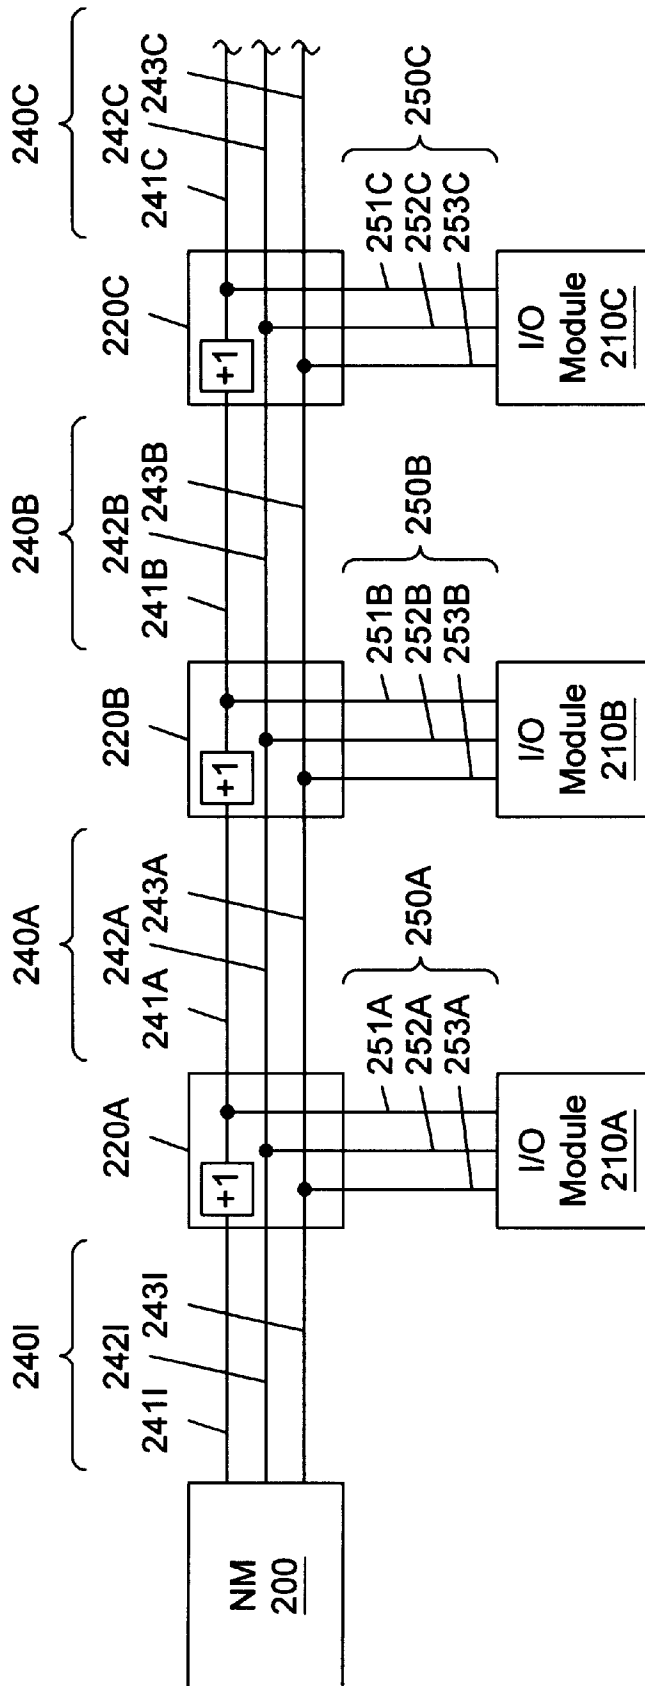 240I
240A
240B
240C
241I 242I 243I
220A
241A 242A 243A
220B
241B 242B 243B
220C
241C 242C 243C
NM
200
+1
+1
+1
251A
252A
253A
250A
251B
252B
253B
250B
251C
252C
253C
250C
I/O
Module
210A
I/O
Module
210B
I/O
Module
210C